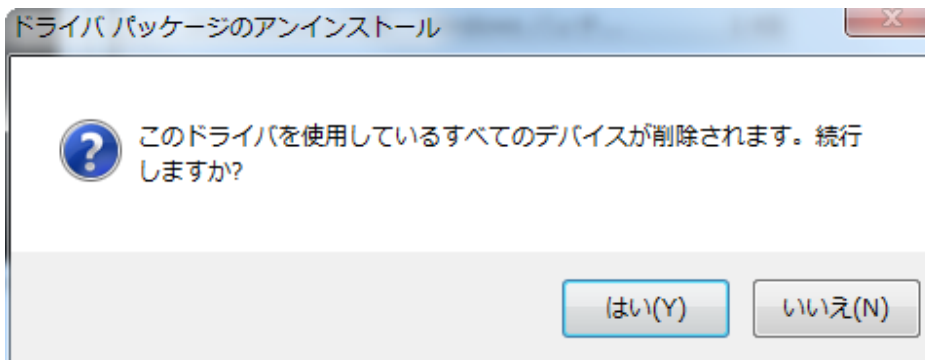 ドライバ パッケージのアンインストール
このドライバを使用しているすべてのデバイスが削除されます。続行
しますか?
はい(Y)
いいえ(N)